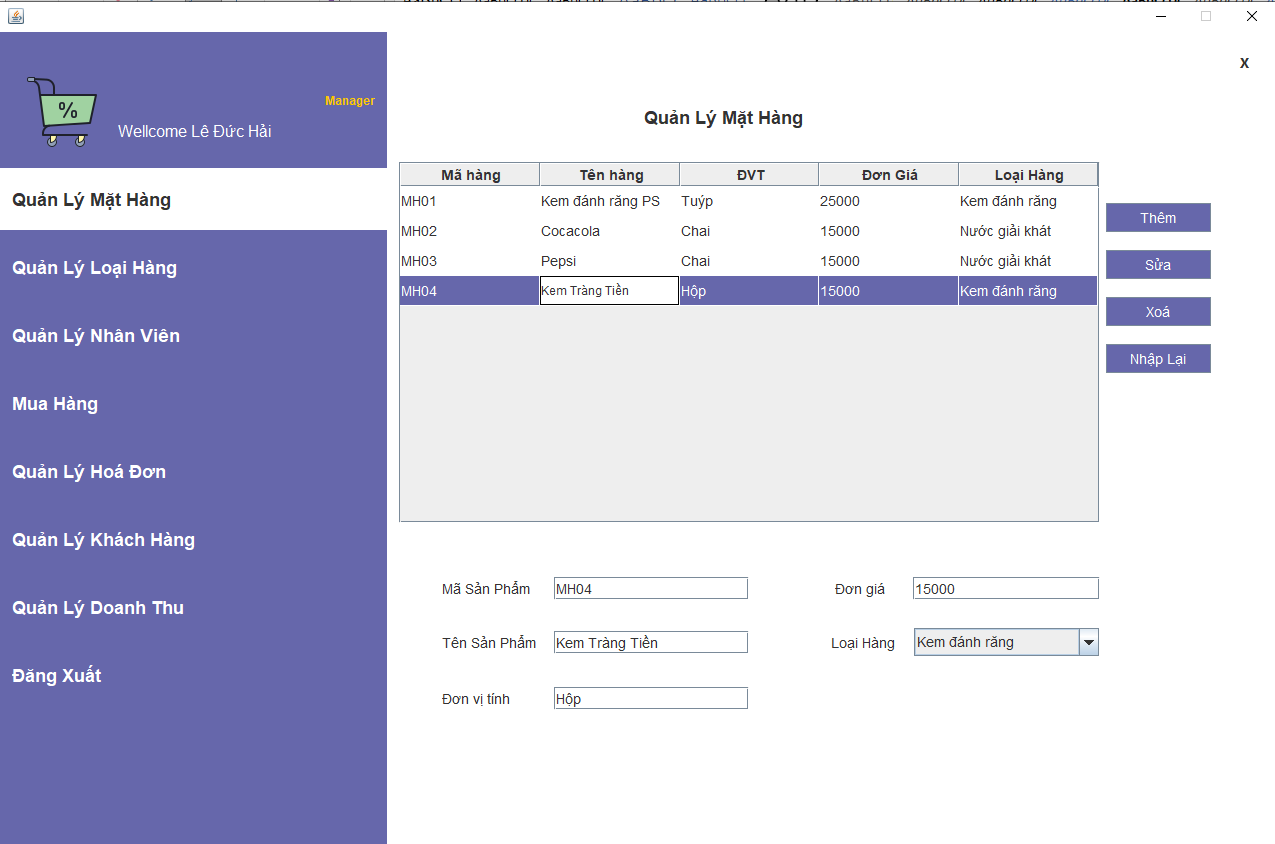 X
%
Manager
Wellcome Lê Đức Hải
Quản Lý Mặt Hàng
Quản Lý Loại Hàng
Quản Lý Nhân Viên
Mua Hàng
Quản Lý Hoá Đơn
Quản Lý Khách Hàng
Quản Lý Doanh Thu
Đăng Xuất
Quản Lý Mặt Hàng
Mã hàng Tên hàng ĐVT Đơn Giá Loại Hàng
MH01 Kem đánh răng PS Tuýp 25000 Kem đánh răng
MH02 Cocacola Chai 15000 Nước giải khát
MH03 Pepsi Chai 15000 Nước giải khát
MH04 Kem Tràng Tiền Hộp 15000 Kem đánh răng
Thêm
Sửa
Xoá
Nhập Lại
Mã Sản Phẩm MH04 Đơn giá 15000
Tên Sản Phẩm Kem Tràng Tiền Loại Hàng Kem đánh răng
Đơn vị tính Hộp